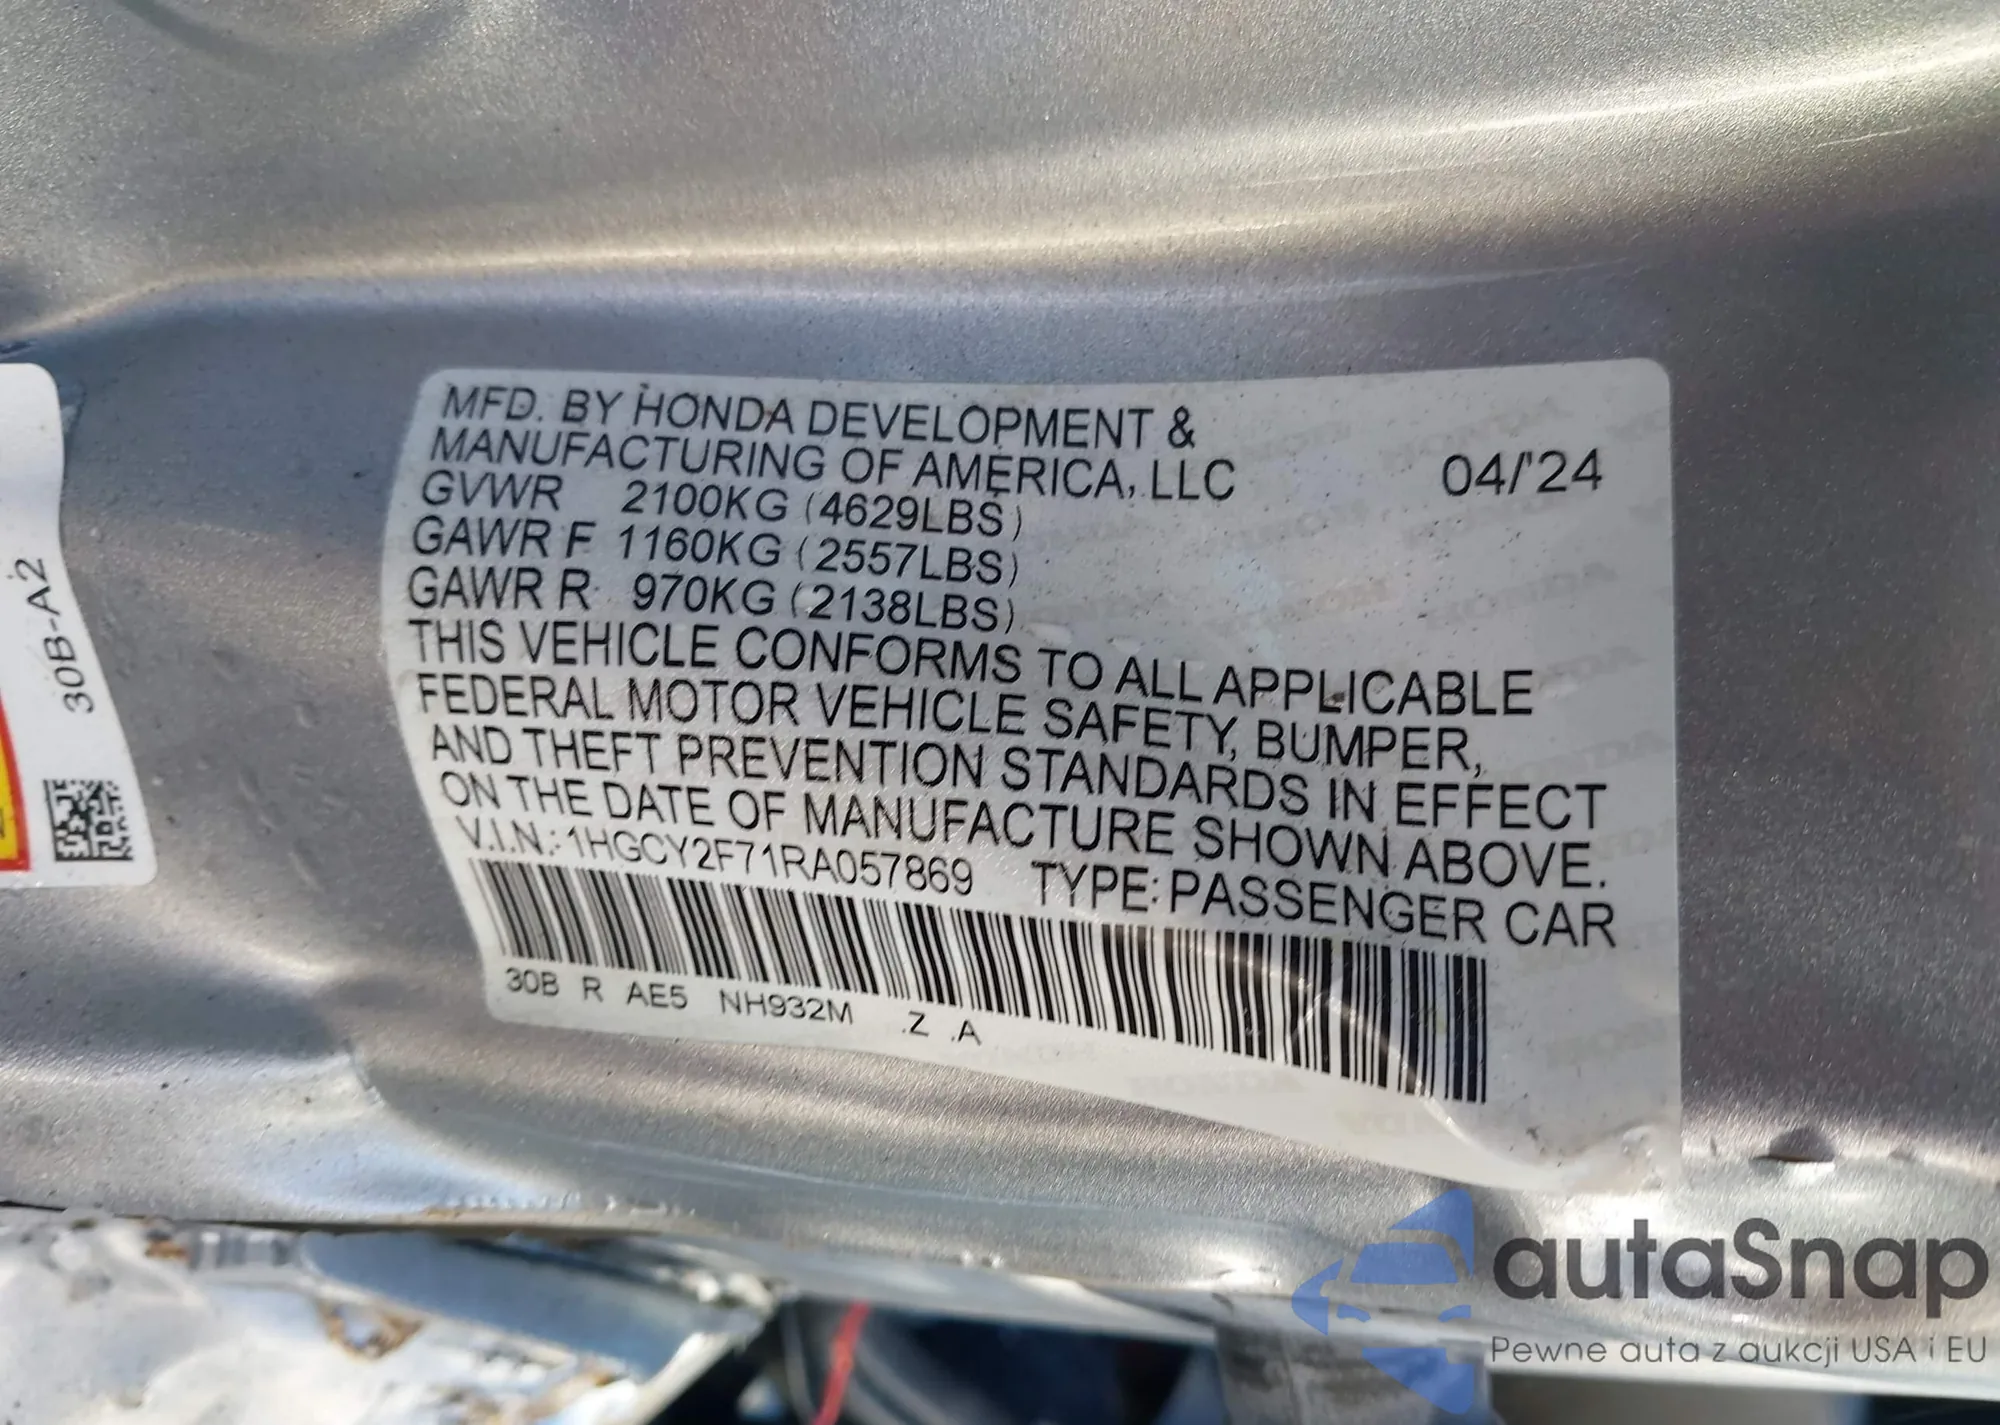 MFD. BY HONDA DEVELOPMENT &
MANUFACTURING OF AMERICA, LLC 04/'24
GVWR 2100KG (4629LBS)
GAWR F 1160KG (2557LBS)
GAWR R 970KG (2138LBS)
THIS VEHICLE CONFORMS TO ALL APPLICABLE
FEDERAL MOTOR VEHICLE SAFETY, BUMPER,
AND THEFT PREVENTION STANDARDS IN EFFECT
ON THE DATE OF MANUFACTURE SHOWN ABOVE.
V.I.N.: 1HGCY2F71RA057869 TYPE: PASSENGER CAR
30B R AE5 NH932M .Z .A
30B-A2
autaSnap
Pewne auta z aukcji USA i EU